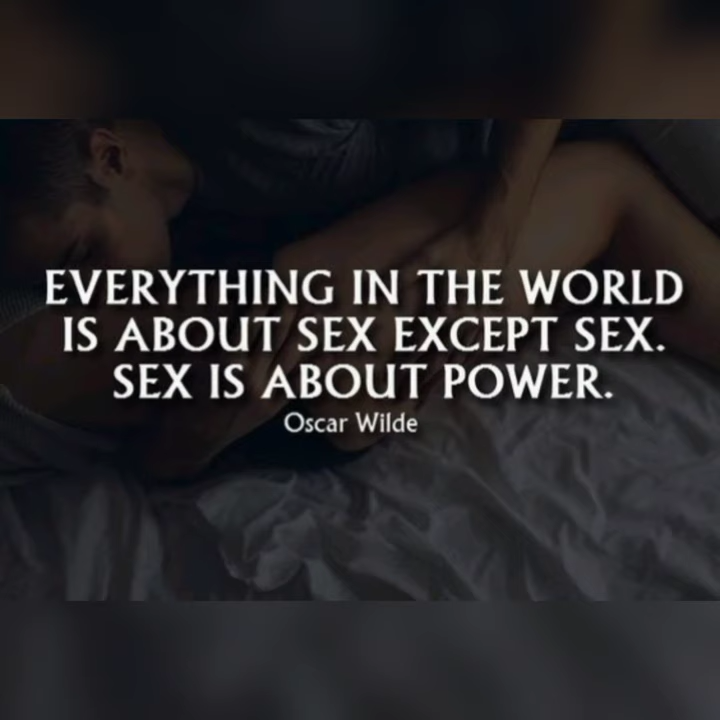 EVERYTHING IN THE WORLD
IS ABOUT SEX EXCEPT SEX.
SEX IS ABOUT POWER.
Oscar Wilde